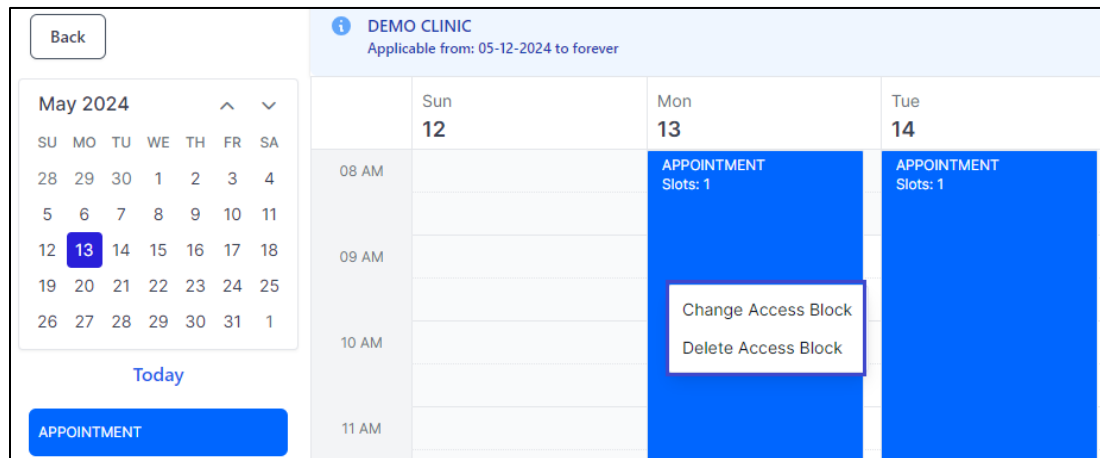 Back
May 2024
SU MO TU WE TH FR SA
28 29 30 1 2 3 4
5 6 7 8 9 10 11
12 13 14 15 16 17 18
19 20 21 22 23 24 25
26 27 28 29 30 31 1
Today
APPOINTMENT
DEMO CLINIC
Applicable from: 05-12-2024 to forever
Sun Mon Tue
12 13 14
08 AM
APPOINTMENT APPOINTMENT
Slots: 1 Slots: 1
09 AM
Change Access Block
10 AM
Delete Access Block
11 AM